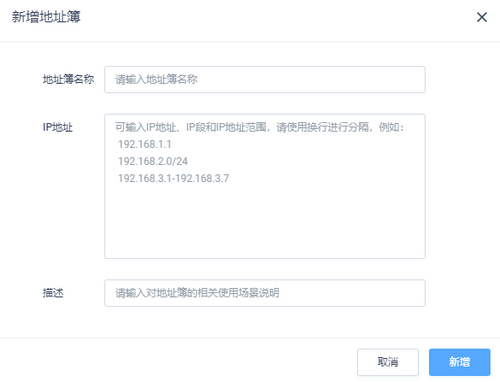 新增地址簿
地址簿名称 请输入地址簿名称
IP地址 可输入IP地址、IP段和IP地址范围，请使用换行进行分隔，例如：
192.168.1.1
192.168.2.0/24
192.168.3.1-192.168.3.7
描述 请输入对地址簿的相关使用场景说明
取消 新增